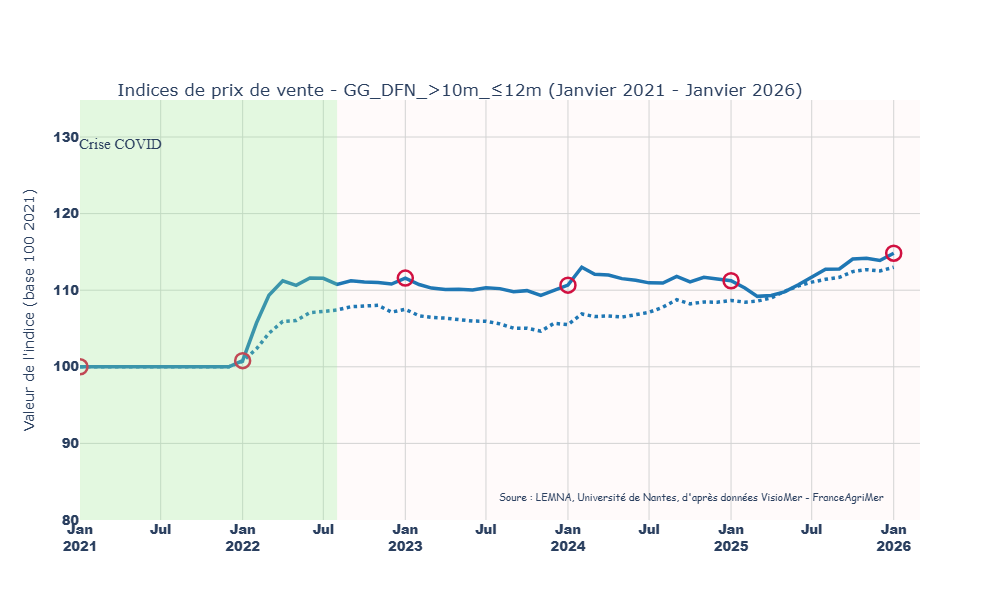 Indices de prix de vente - GG_DFN_>10m_≤12m (Janvier 2021 - Janvier 2026)
Valeur de l'indice (base 100 2021)
130
Crise COVID
120
110
100
90
80
Soure : LEMNA, Université de Nantes, d'après données VisioMer - FranceAgriMer
Jan Jul Jan Jul Jan Jul Jan Jul Jan Jul Jan
2021 2022 2023 2024 2025 2026